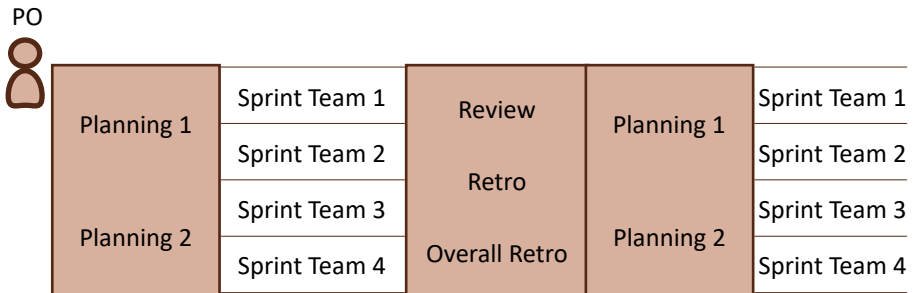 PO
Planning 1
Planning 2
Sprint Team 1
Sprint Team 2
Sprint Team 3
Sprint Team 4
Review
Retro
Overall Retro
Planning 1
Planning 2
Sprint Team 1
Sprint Team 2
Sprint Team 3
Sprint Team 4